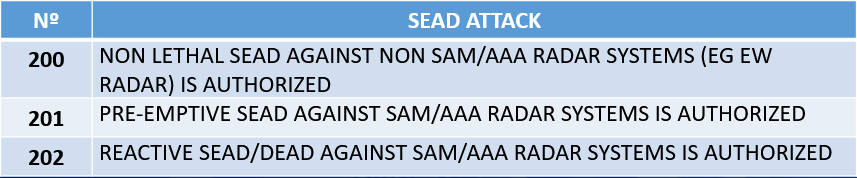 Nº SEAD ATTACK
200 NON LETHAL SEAD AGAINST NON SAM/AAA RADAR SYSTEMS (EG EW
RADAR) IS AUTHORIZED
201 PRE-EMPTIVE SEAD AGAINST SAM/AAA RADAR SYSTEMS IS AUTHORIZED
202 REACTIVE SEAD/DEAD AGAINST SAM/AAA RADAR SYSTEMS IS AUTHORIZED